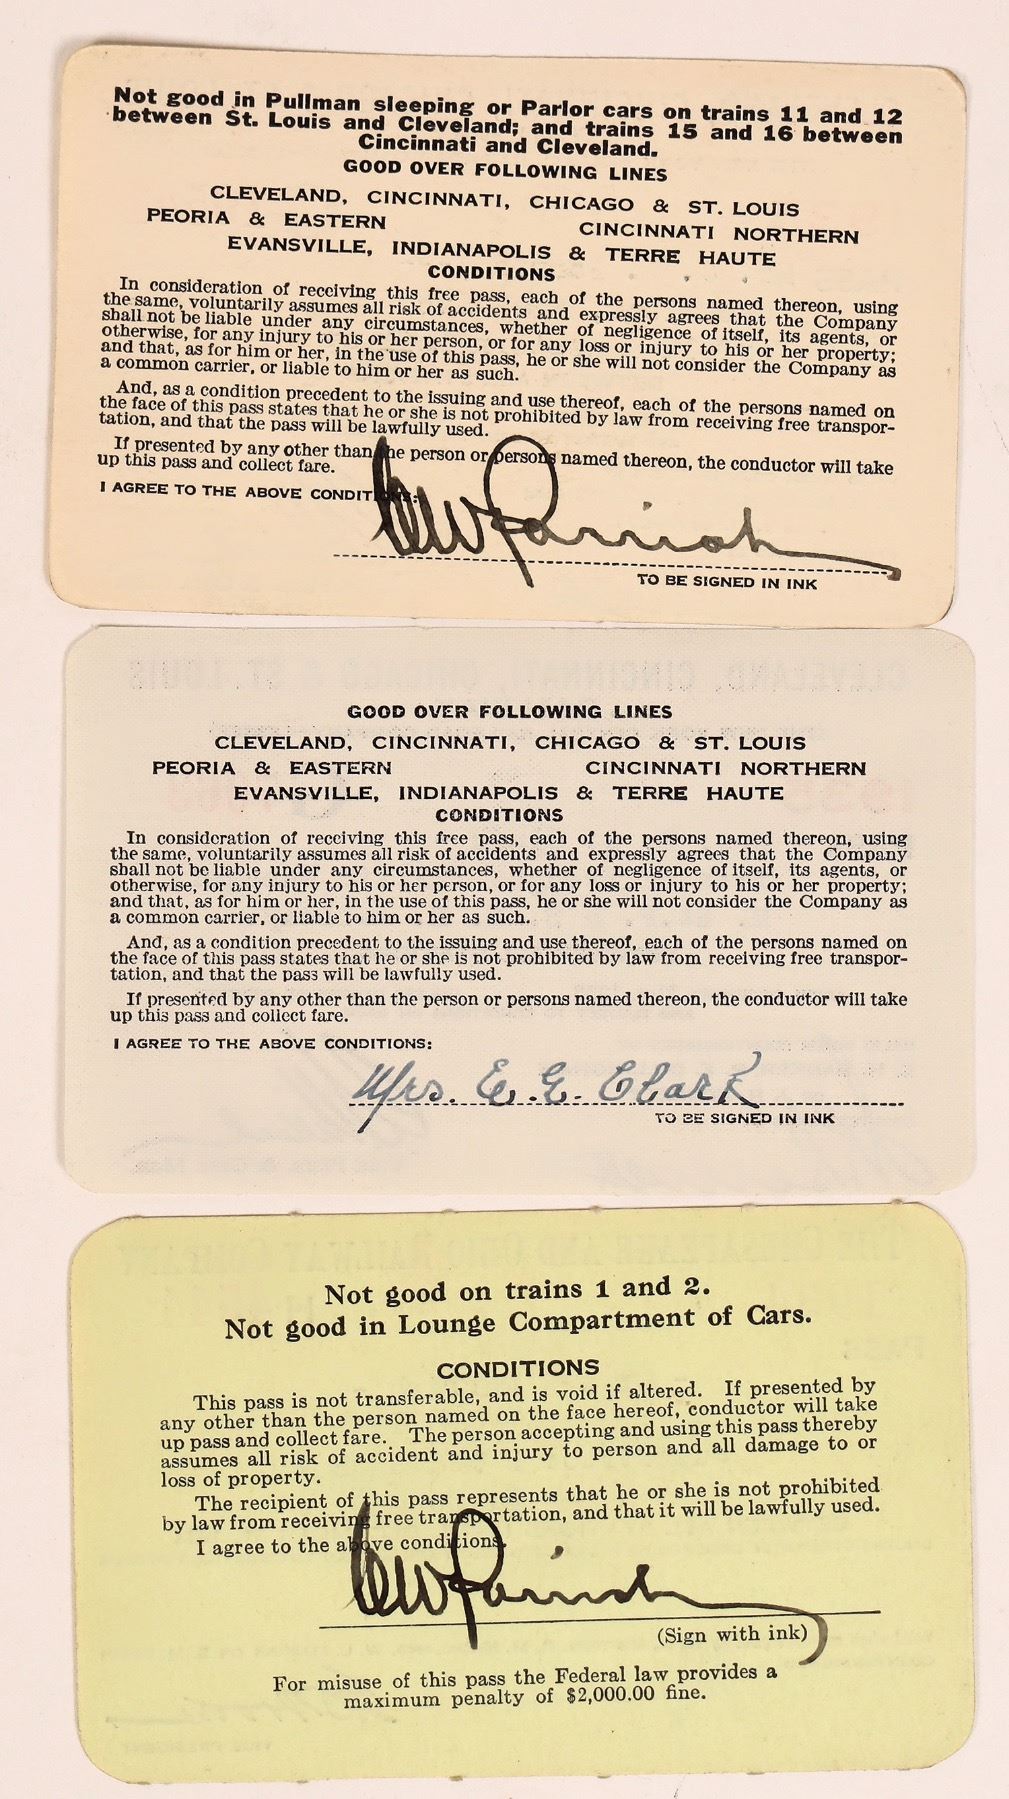 Not good in Pullman sleeping or Parlor cars on trains 11 and 12
between St. Louis and Cleveland; and trains 15 and 16 between
Cincinnati and Cleveland.
GOOD OVER FOLLOWING LINES
CLEVELAND, CINCINNATI, CHICAGO & ST. LOUIS
PEORIA & EASTERN CINCINNATI NORTHERN
EVANSVILLE, INDIANAPOLIS & TERRE HAUTE
CONDITIONS
In consideration of receiving this free pass, each of the persons named thereon, using
the same, voluntarily assumes all risk of accidents and expressly agrees that the Company
shall not be liable under any circumstances, whether of negligence of itself, its agents, or
otherwise, for any injury to his or her person, or for any loss or injury to his or her property;
and that, as for him or her, in the use of this pass, he or she will not consider the Company as
a common carrier, or liable to him or her as such.
And, as a condition precedent to the issuing and use thereof, each of the persons named on
the face of this pass states that he or she is not prohibited by law from receiving free transpor-
tation, and that the pass will be lawfully used.
If presented by any other than the person or persons named thereon, the conductor will take
up this pass and collect fare.
I AGREE TO THE ABOVE CONDITIONS:
CW Parrish
TO BE SIGNED IN INK
GOOD OVER FOLLOWING LINES
CLEVELAND, CINCINNATI, CHICAGO & ST. LOUIS
PEORIA & EASTERN CINCINNATI NORTHERN
EVANSVILLE, INDIANAPOLIS & TERRE HAUTE
CONDITIONS
In consideration of receiving this free pass, each of the persons named thereon, using
the same, voluntarily assumes all risk of accidents and expressly agrees that the Company
shall not be liable under any circumstances, whether of negligence of itself, its agents, or
otherwise, for any injury to his or her person, or for any loss or injury to his or her property;
and that, as for him or her, in the use of this pass, he or she will not consider the Company as
a common carrier, or liable to him or her as such.
And, as a condition precedent to the issuing and use thereof, each of the persons named on
the face of this pass states that he or she is not prohibited by law from receiving free transpor-
tation, and that the pass will be lawfully used.
If presented by any other than the person or persons named thereon, the conductor will take
up this pass and collect fare.
I AGREE TO THE ABOVE CONDITIONS:
Mrs. E. E. Clark
TO BE SIGNED IN INK
Not good on trains 1 and 2.
Not good in Lounge Compartment of Cars.
CONDITIONS
This pass is not transferable, and is void if altered. If presented by
any other than the person named on the face hereof, conductor will take
up pass and collect fare. The person accepting and using this pass thereby
assumes all risk of accident and injury to person and all damage to or
loss of property.
The recipient of this pass represents that he or she is not prohibited
by law from receiving free transportation, and that it will be lawfully used.
I agree to the above conditions.
CW Parrish
(Sign with ink)
For misuse of this pass the Federal law provides a
maximum penalty of $2,000.00 fine.